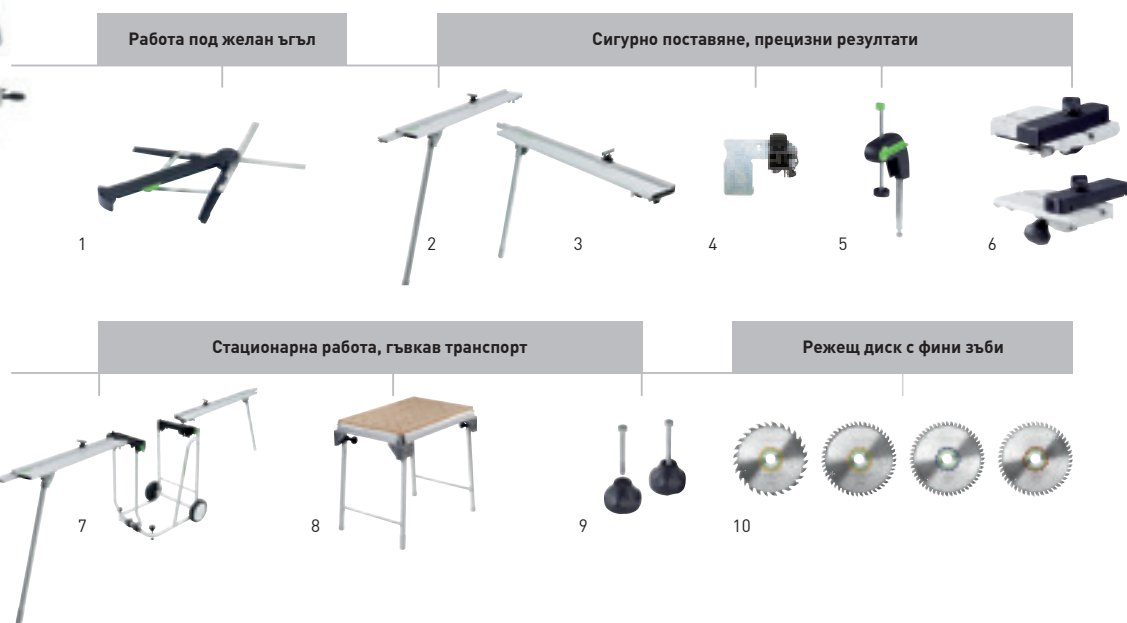 Работа под желан ъгъл
Сигурно поставяне, прецизни резултати
1
2
3
4
5
6
Стационарна работа, гъвкав транспорт
Режещ диск с фини зъби
7
8
9
10